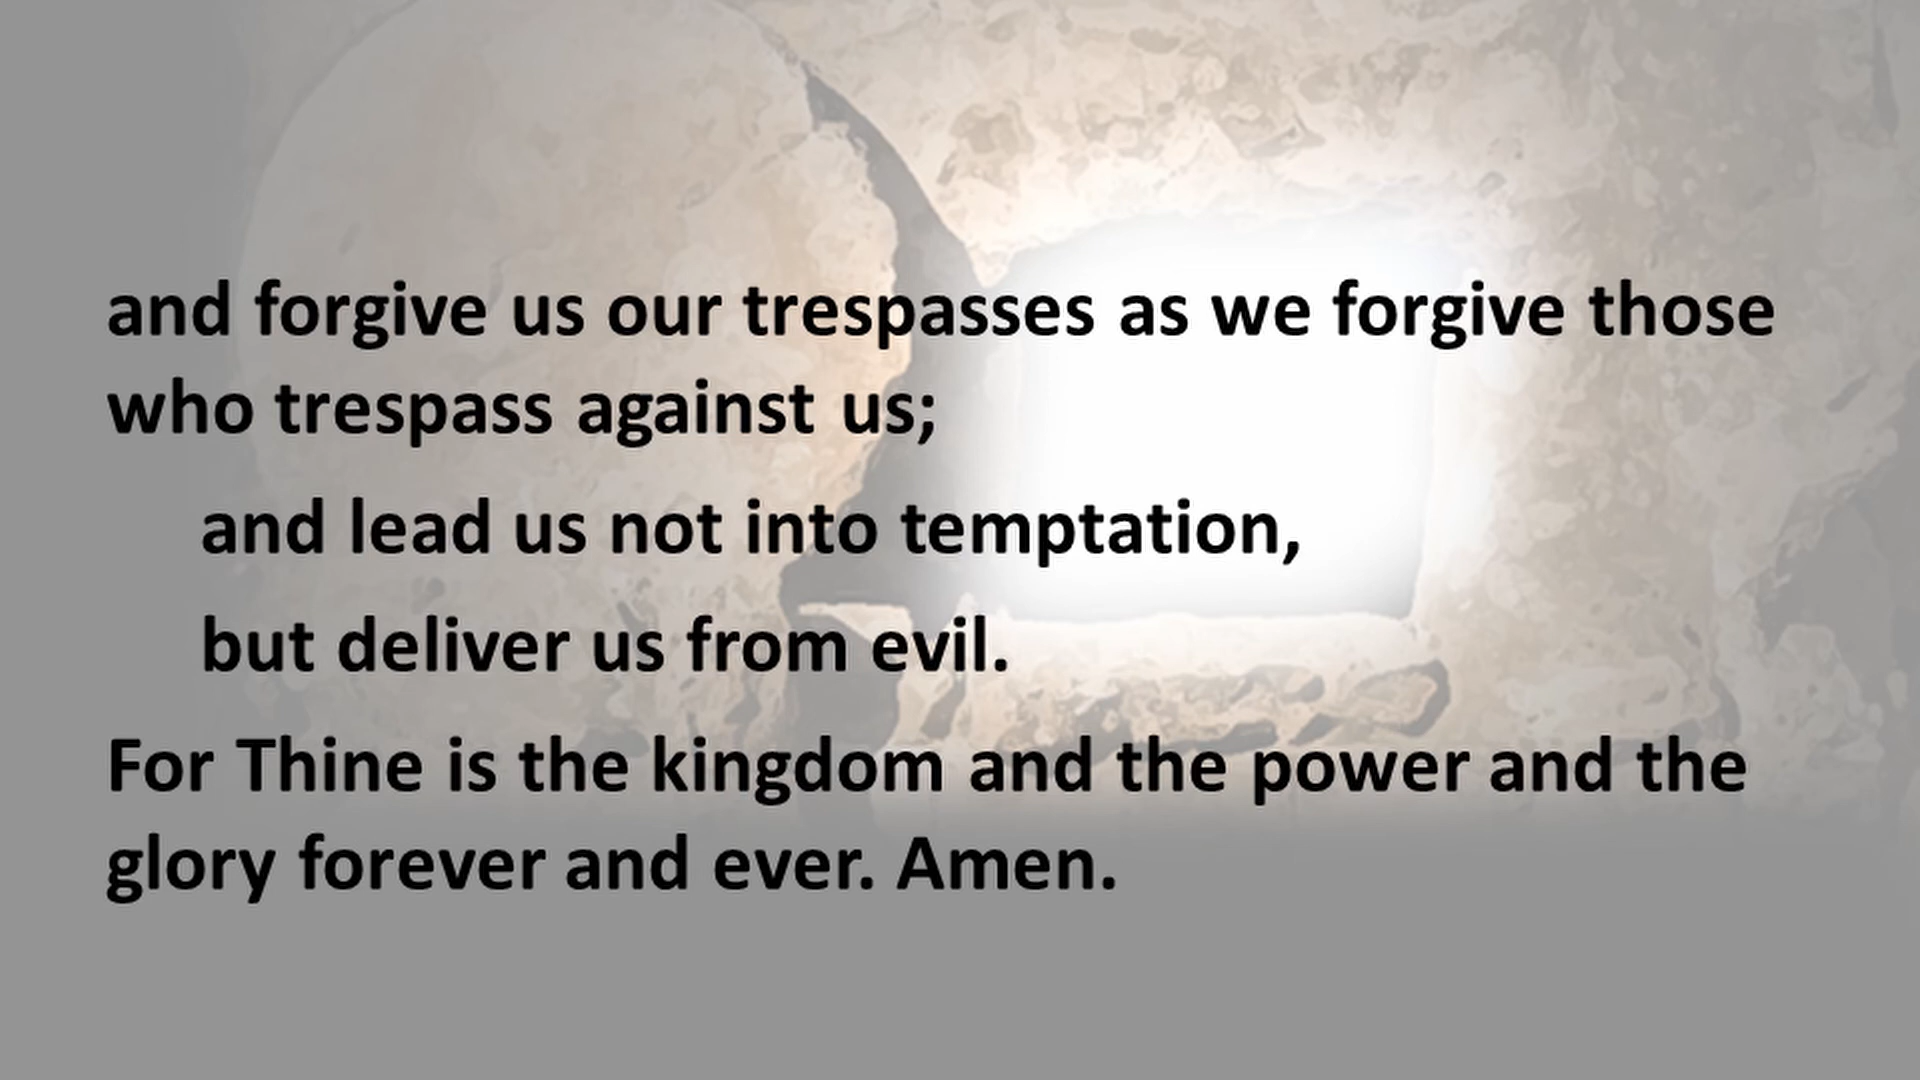 and forgive us our trespasses as we forgive those
who trespass against us;
and lead us not into temptation,
but deliver us from evil.
For Thine is the kingdom and the power and the
glory forever and ever. Amen.